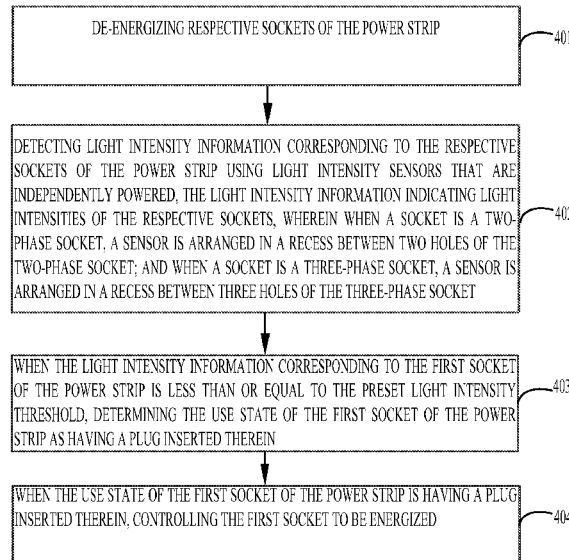 DE-ENERGIZING RESPECTIVE SOCKETS OF THE POWER STRIP
401
DETECTING LIGHT INTENSITY INFORMATION CORRESPONDING TO THE RESPECTIVE
SOCKETS OF THE POWER STRIP USING LIGHT INTENSITY SENSORS THAT ARE
INDEPENDENTLY POWERED, THE LIGHT INTENSITY INFORMATION INDICATING LIGHT
INTENSITIES OF THE RESPECTIVE SOCKETS, WHEREIN WHEN A SOCKET IS A TWO-
PHASE SOCKET, A SENSOR IS ARRANGED IN A RECESS BETWEEN TWO HOLES OF THE
TWO-PHASE SOCKET; AND WHEN A SOCKET IS A THREE-PHASE SOCKET, A SENSOR IS
ARRANGED IN A RECESS BETWEEN THREE HOLES OF THE THREE-PHASE SOCKET
402
WHEN THE LIGHT INTENSITY INFORMATION CORRESPONDING TO THE FIRST SOCKET
OF THE POWER STRIP IS LESS THAN OR EQUAL TO THE PRESET LIGHT INTENSITY
THRESHOLD, DETERMINING THE USE STATE OF THE FIRST SOCKET OF THE POWER
STRIP AS HAVING A PLUG INSERTED THEREIN
403
WHEN THE USE STATE OF THE FIRST SOCKET OF THE POWER STRIP IS HAVING A PLUG
INSERTED THEREIN, CONTROLLING THE FIRST SOCKET TO BE ENERGIZED
404